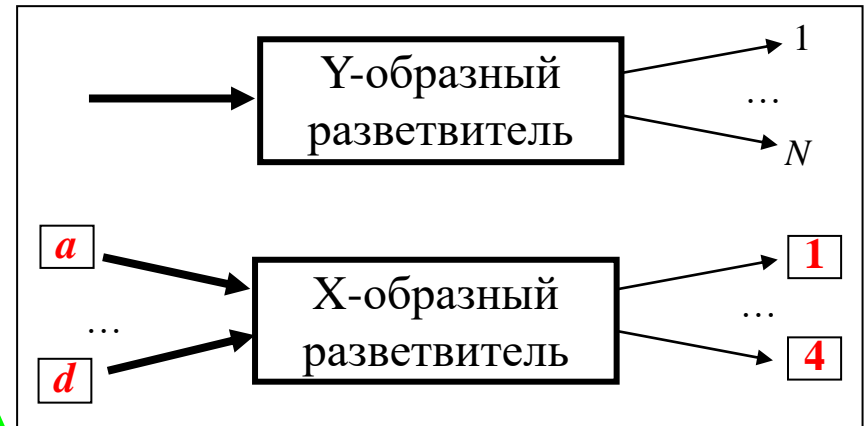 Y-образный
разветвитель
1
…
N
a
…
d
X-образный
разветвитель
1
…
4